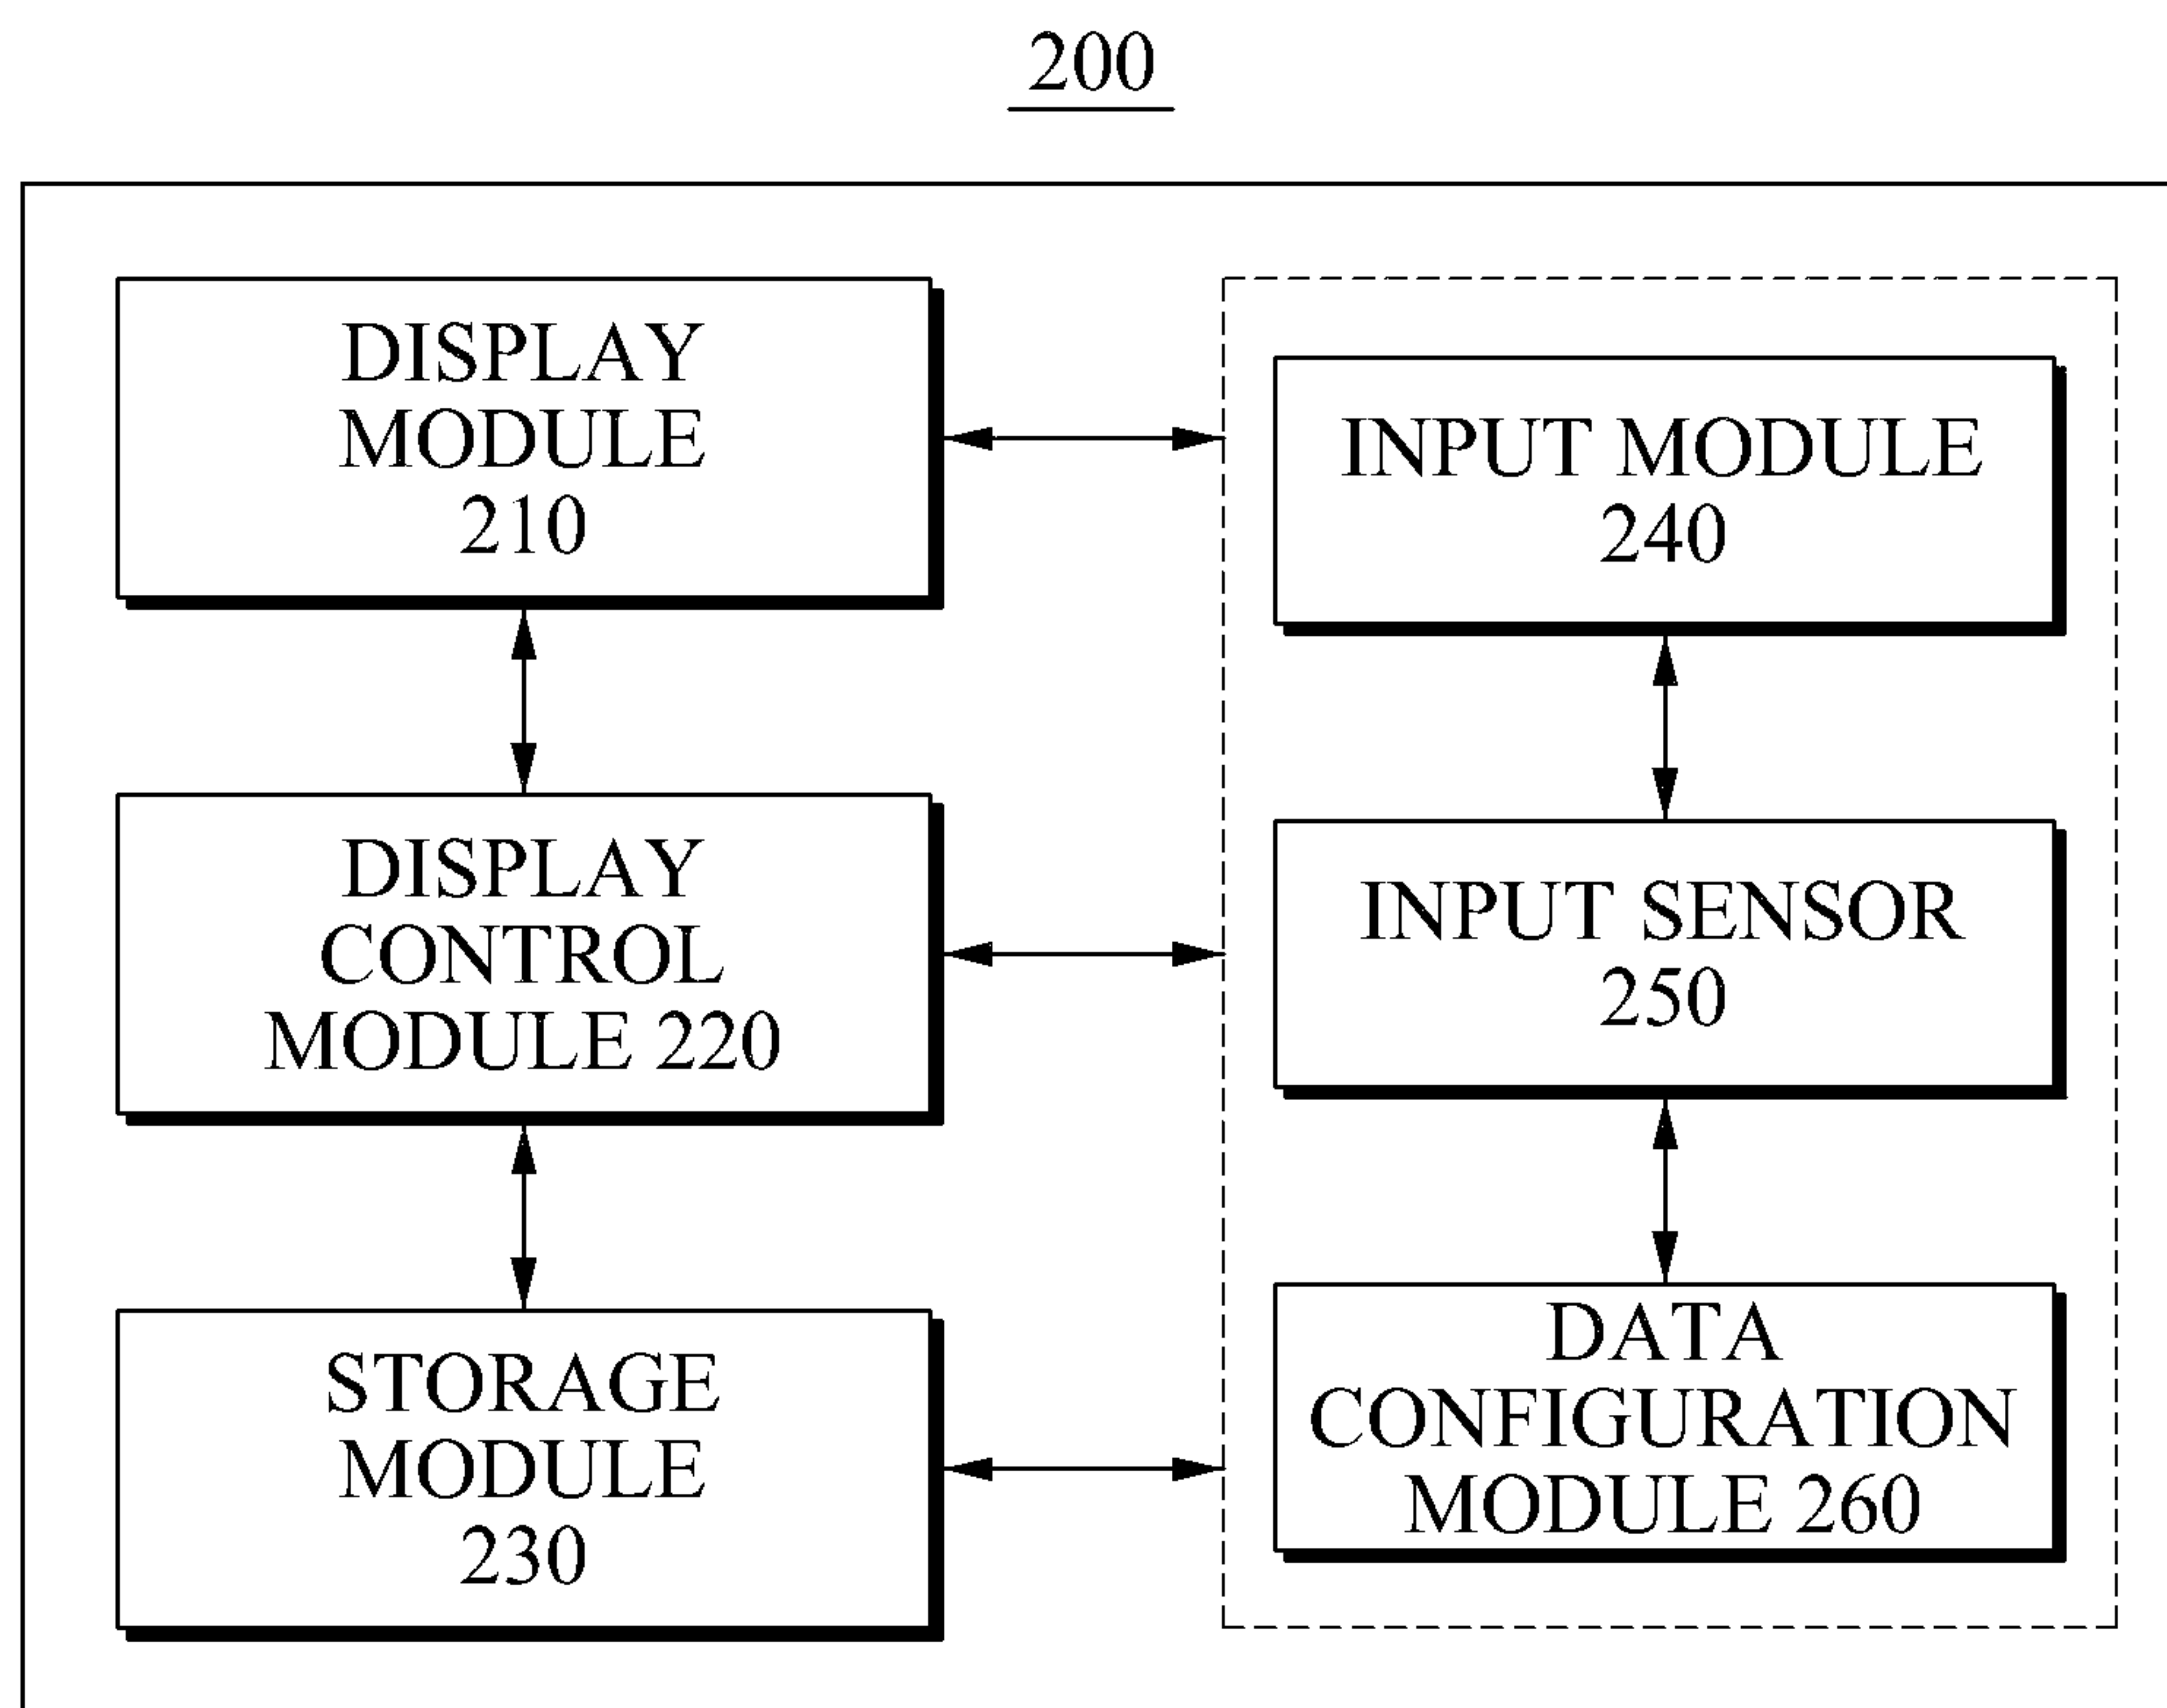 200
DISPLAY
MODULE
210
DISPLAY
CONTROL
MODULE 220
STORAGE
MODULE
230
INPUT MODULE
240
INPUT SENSOR
250
DATA
CONFIGURATION
MODULE 260